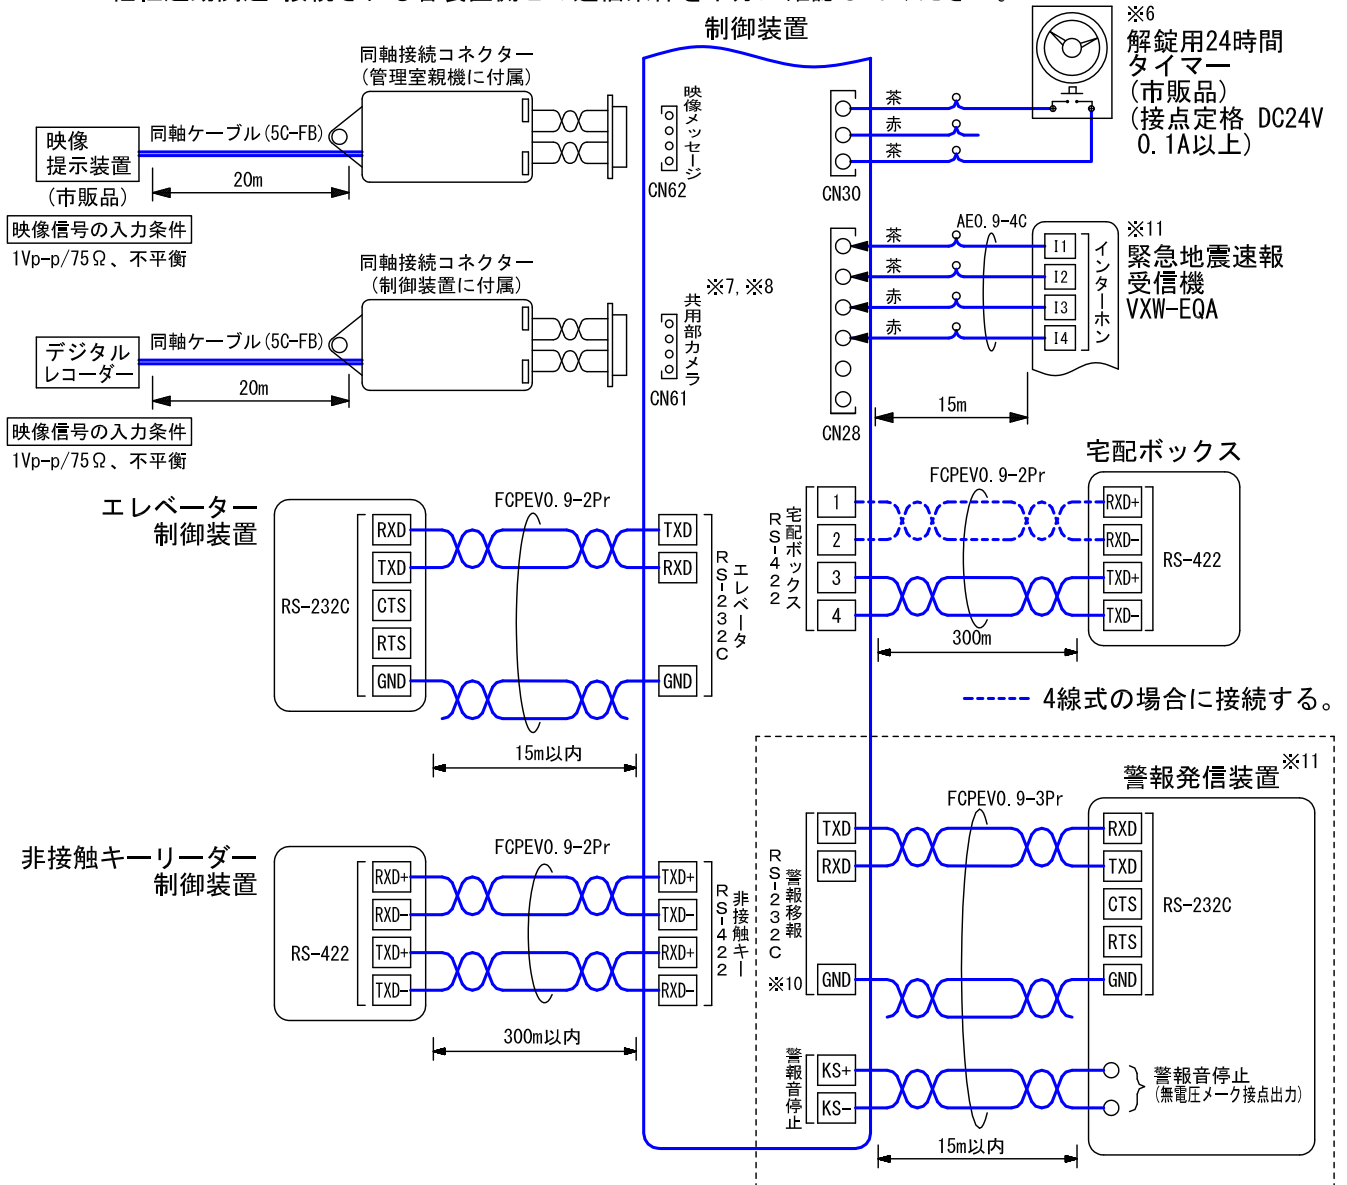 制御装置
同軸接続コネクター
(管理室親機に付属)
映像
提示装置
(市販品)
同軸ケーブル(5C-FB)
20m
映像信号の入力条件
1Vp-p/75Ω、不平衡
映像メッセージ
CN62
同軸接続コネクター
(制御装置に付属)
デジタル
レコーダー
同軸ケーブル(5C-FB)
20m
映像信号の入力条件
1Vp-p/75Ω、不平衡
※7, ※8
共用部カメラ
CN61
茶
赤
茶
CN30
※6
解錠用24時間
タイマー
(市販品)
(接点定格 DC24V
0.1A以上)
茶
茶
赤
赤
CN28
AE0.9-4C
15m
I1
I2
I3
I4
インターホン
※11
緊急地震速報
受信機
VXW-EQA
エレベーター
制御装置
RS-232C
RXD
TXD
CTS
RTS
GND
FCPEV0.9-2Pr
15m以内
TXD
RXD
GND
エレベータ
RS-232C
宅配ボックス
RS-422
1
2
3
4
FCPEV0.9-2Pr
300m
宅配ボックス
RXD+
RXD-
TXD+
TXD-
RS-422
4線式の場合に接続する。
非接触キーリーダー
制御装置
RS-422
RXD+
RXD-
TXD+
TXD-
FCPEV0.9-2Pr
300m以内
TXD+
TXD-
RXD+
RXD-
非接触キー
RS-422
警報移報
RS-232C
※10
TXD
RXD
GND
警報音停止
KS+
KS-
FCPEV0.9-3Pr
15m以内
警報発信装置※11
RXD
TXD
CTS
RTS
GND
RS-232C
警報音停止
(無電圧メーク接点出力)